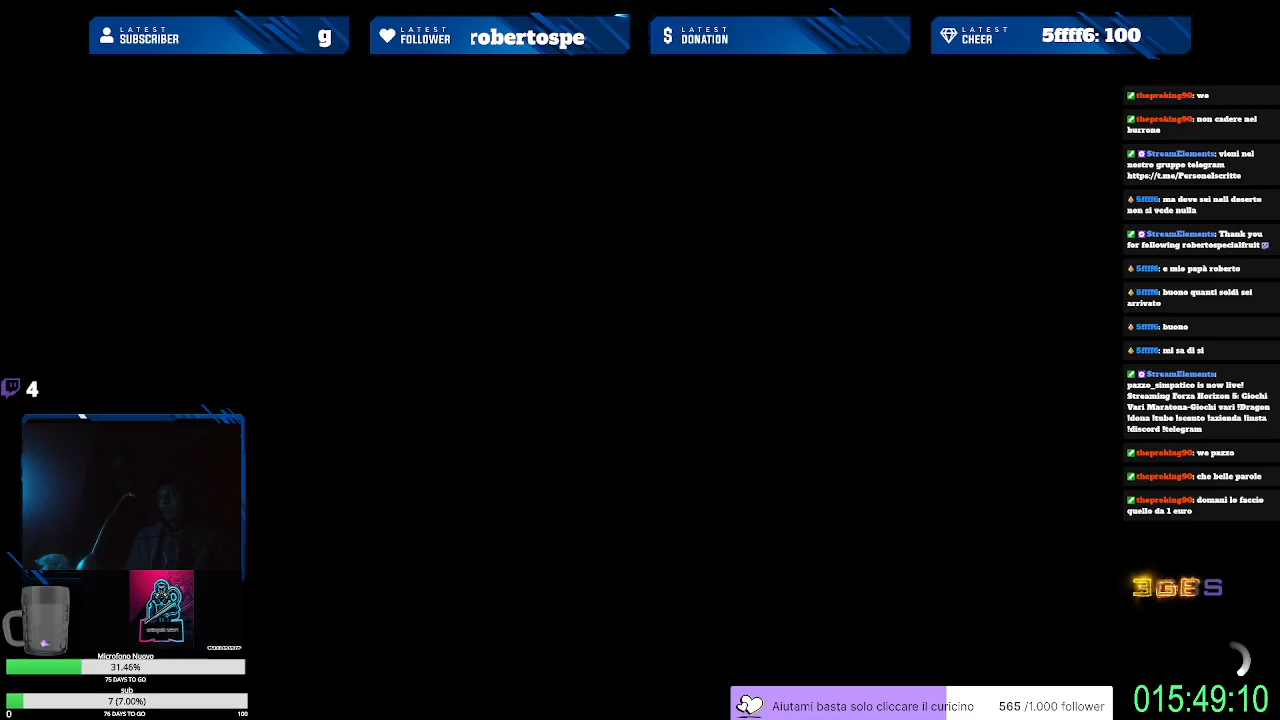 LATEST
SUBSCRIBER
g
LATEST
FOLLOWER
robertospe
LATEST
DONATION
LATEST
CHEER
5ffff6: 100
theproking90: wo
theproking90: non cadere nel
burrone
StreamElements: vieni nel
nostro gruppo telegram
https://t.me/PersoneIscritte
5ffff6: ma dove sei nell deserto
non si vede nulla
StreamElements: Thank you
for following robertospecialfruit
5ffff6: e mio papà roberto
5ffff6: buono quanti soldi sei
arrivato
5ffff6: buono
5ffff6: mi sa di si
StreamElements:
pazzo_simpatico is now live!
Streaming Forza Horizon 5: Giochi
Vari Maratona-Giochi vari !Dragon
!dona !tube !sconto !azienda !insta
!discord !telegram
theproking90: we pazzo
theproking90: che belle parole
theproking90: domani lo faccio
quello da 1 euro
4
3GES
Microfono Nuovo
31.46%
75 DAYS TO GO
sub
7 (7.00%)
0
76 DAYS TO GO
100
Aiutami basta solo cliccare il curicino
565 /1.000 follower
015:49:10